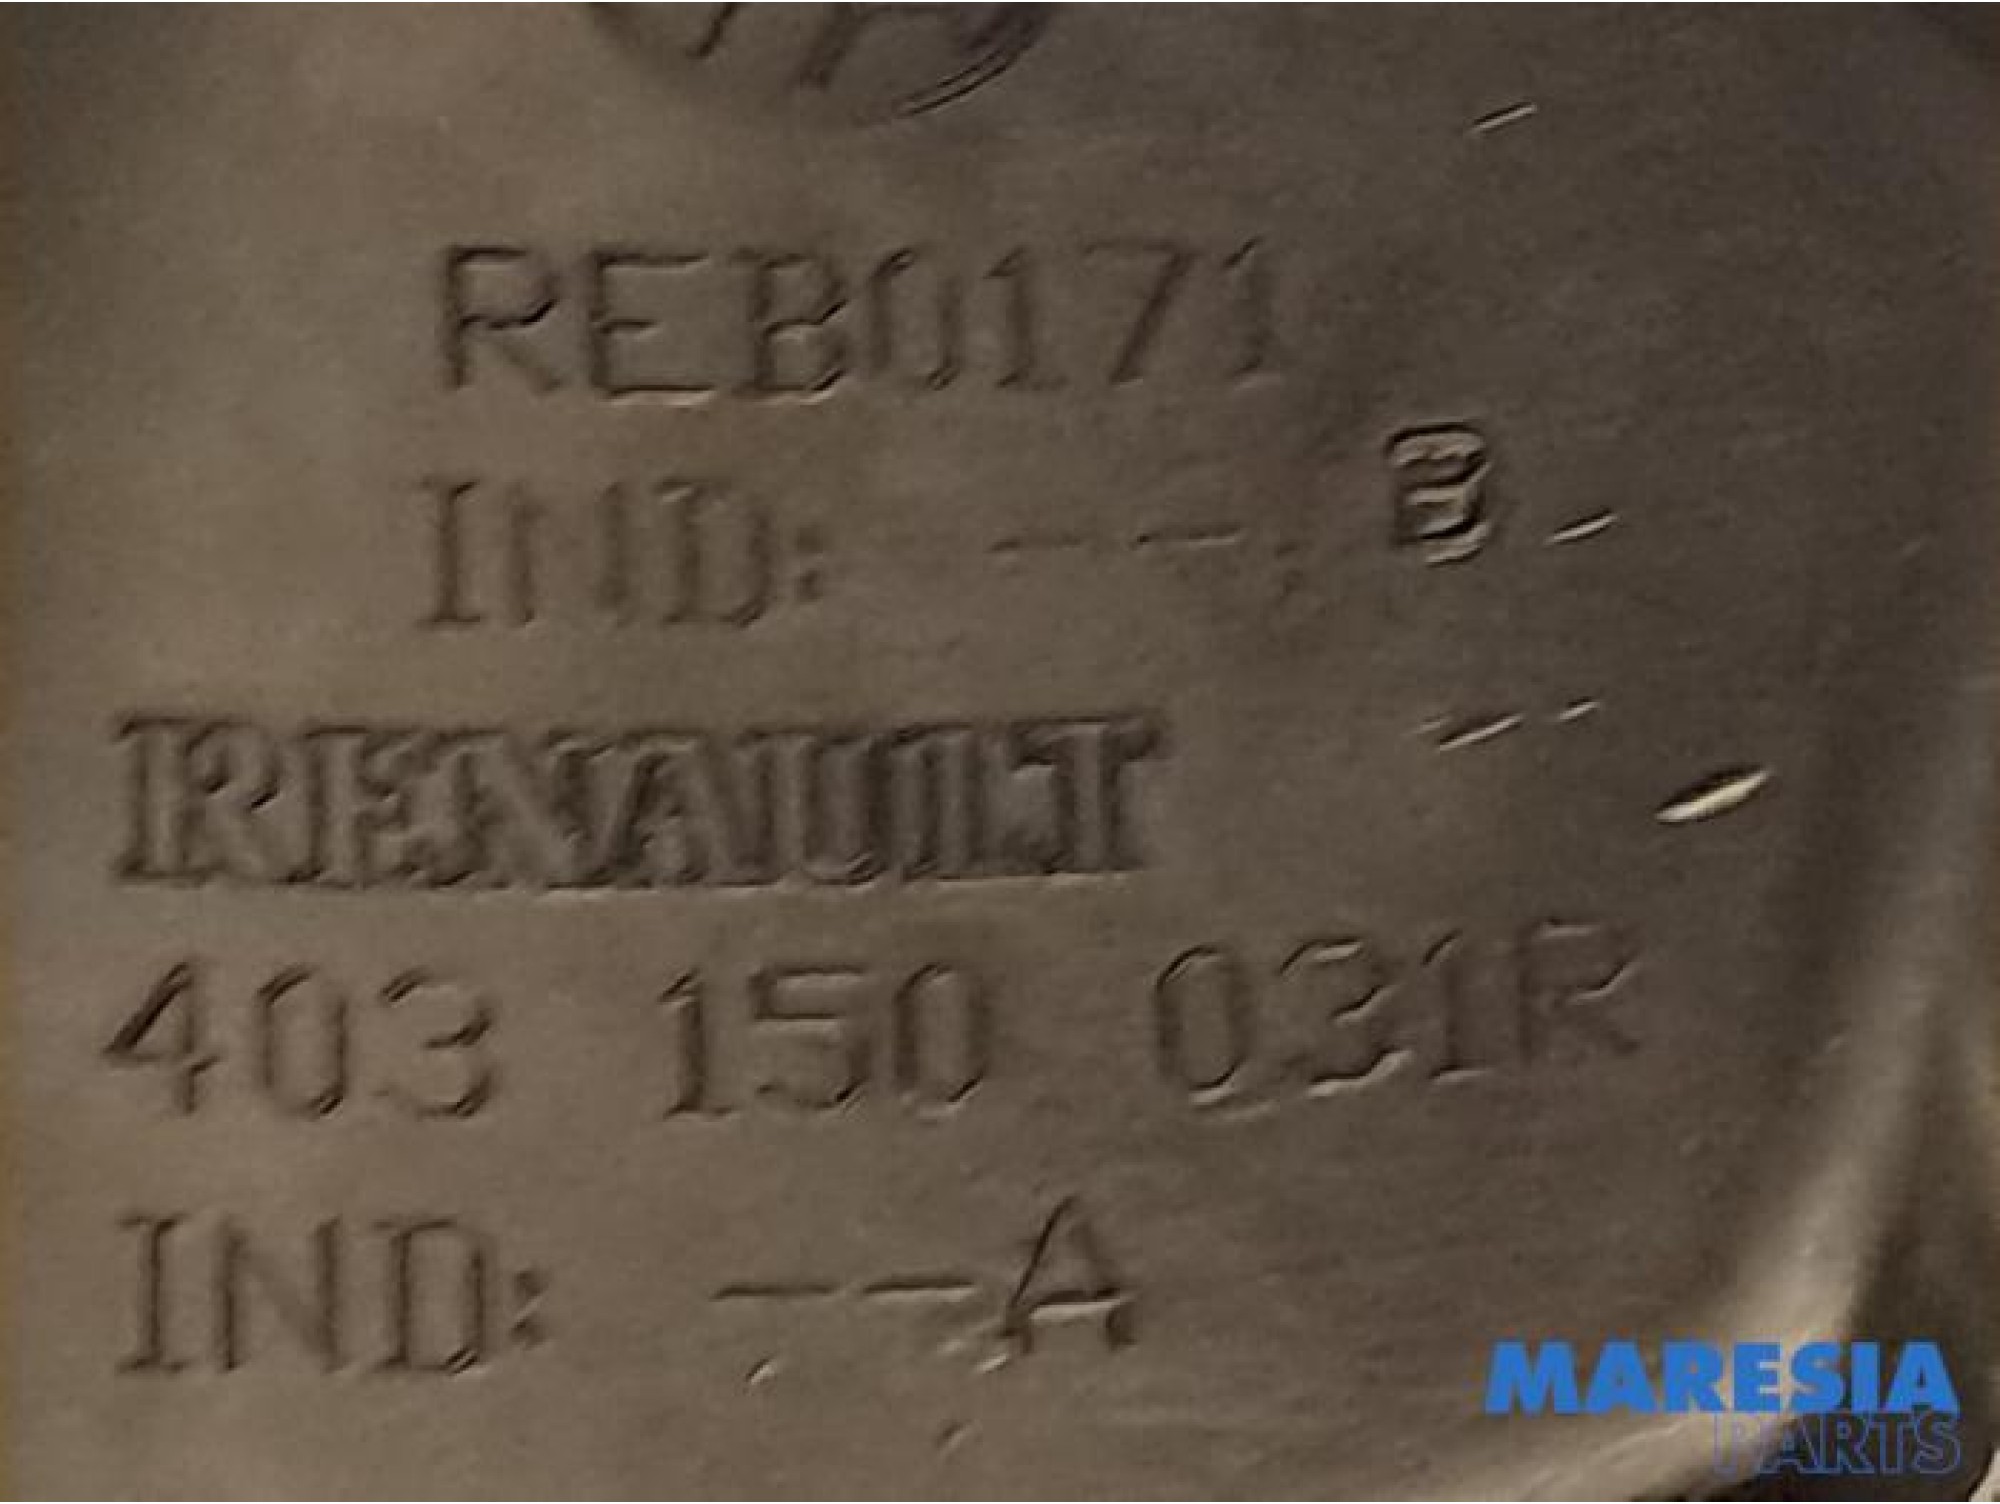 REB0171
IND: -- B
RENAULT
403 150 031R
IND: --A
MARESIA
PARTS